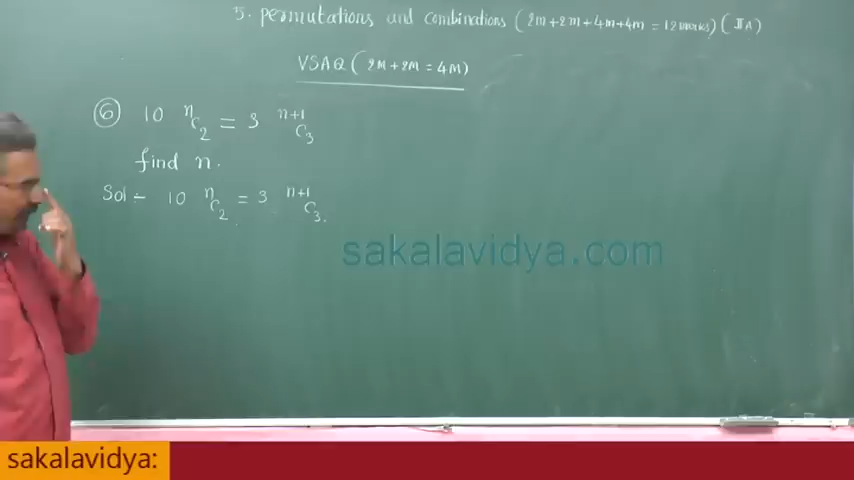 5. permutations and combinations (2M+2M+4M+4M = 12 marks) (IIA)
VSAQ (2M+2M = 4M)
⑥ 10 ⁿC₂ = 3 ⁿ⁺¹C₃
find n.
Sol:- 10 ⁿC₂ = 3 ⁿ⁺¹C₃.
sakalavidya.com
sakalavidya: